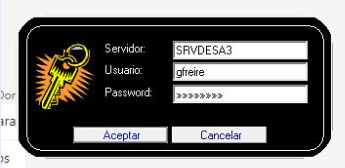 Servidor: SRVDESA3
Usuario: gfreire
Password: »»»»»»»»
Aceptar Cancelar